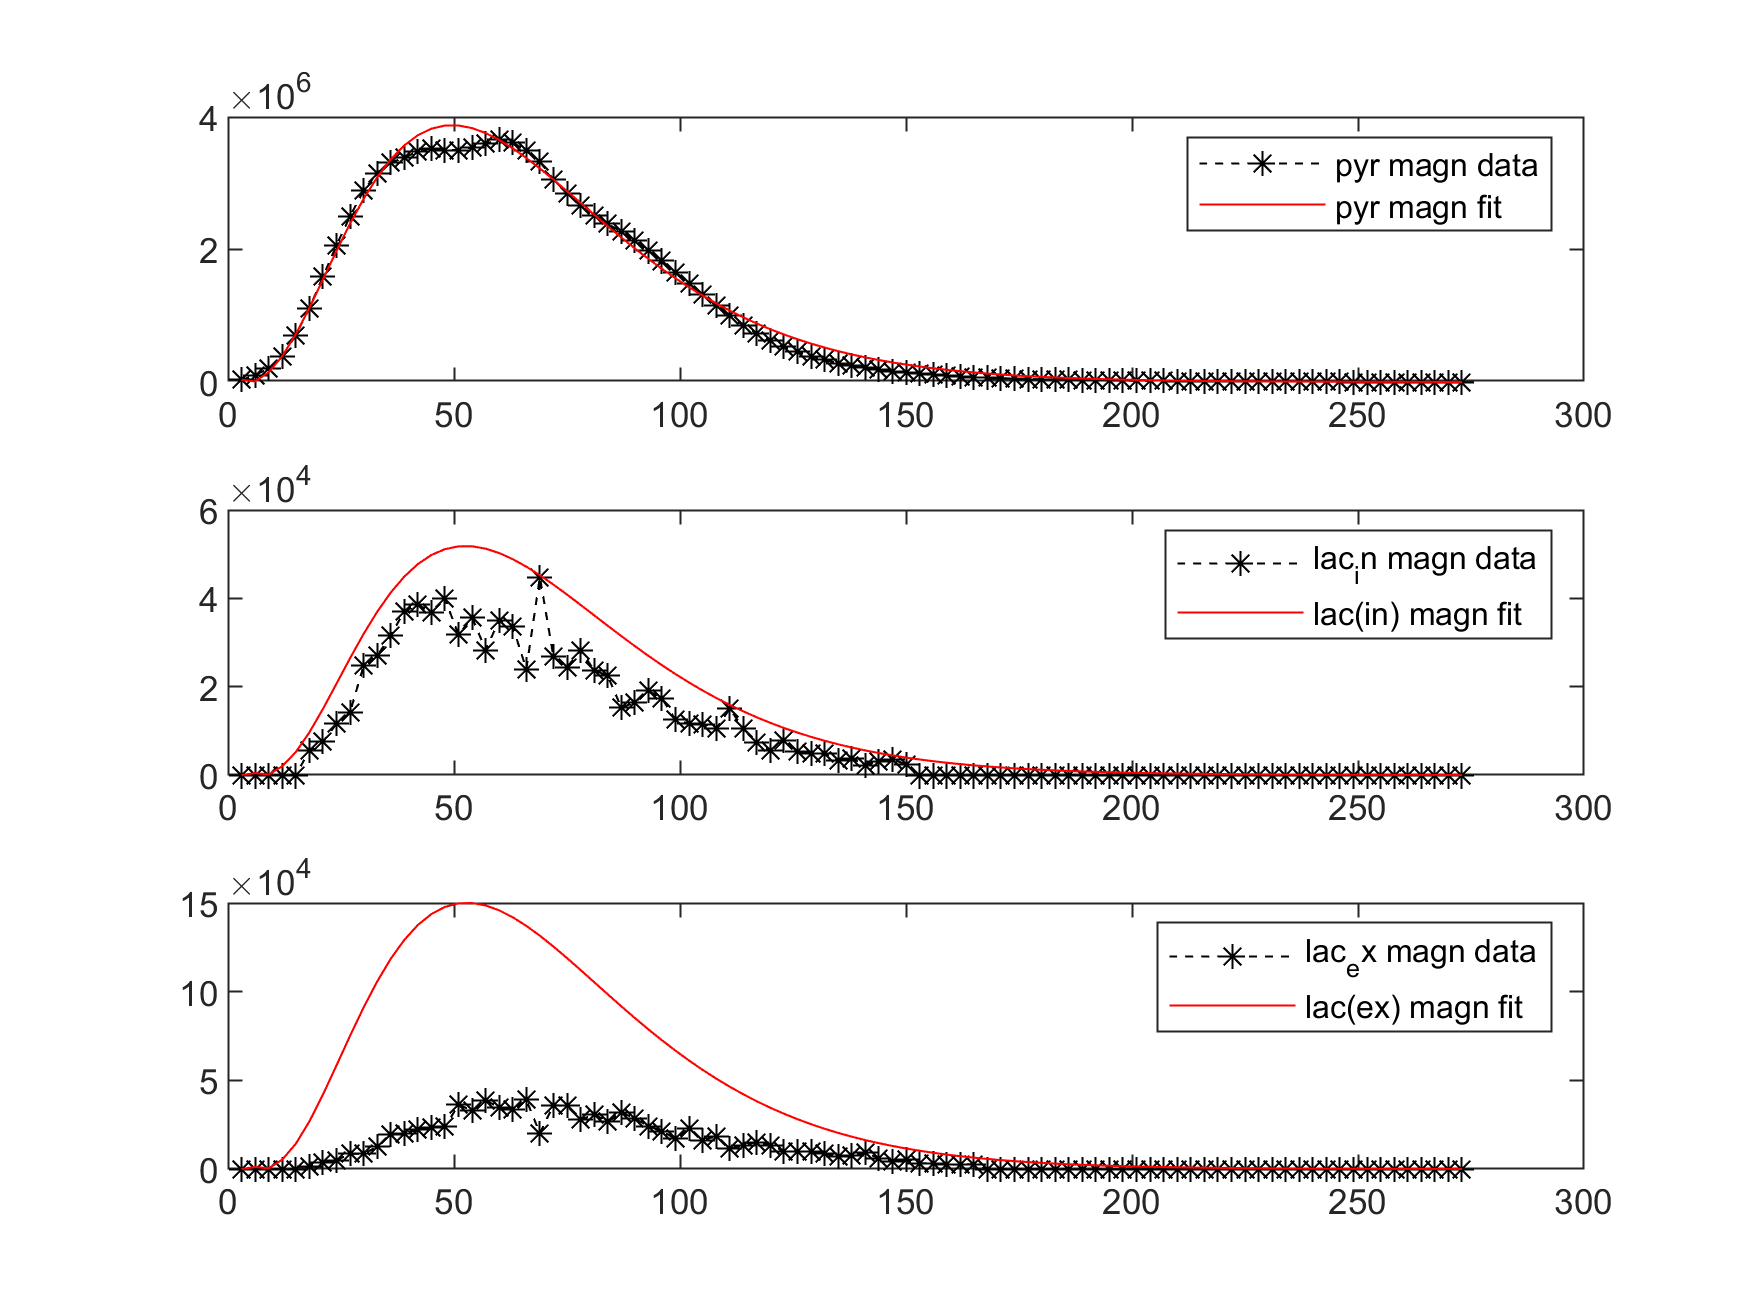 ×10^6
4
2
0
0 50 100 150 200 250 300
pyr magn data
pyr magn fit
×10^4
6
4
2
0
0 50 100 150 200 250 300
lac_in magn data
lac(in) magn fit
×10^4
15
10
5
0
0 50 100 150 200 250 300
lac_ex magn data
lac(ex) magn fit